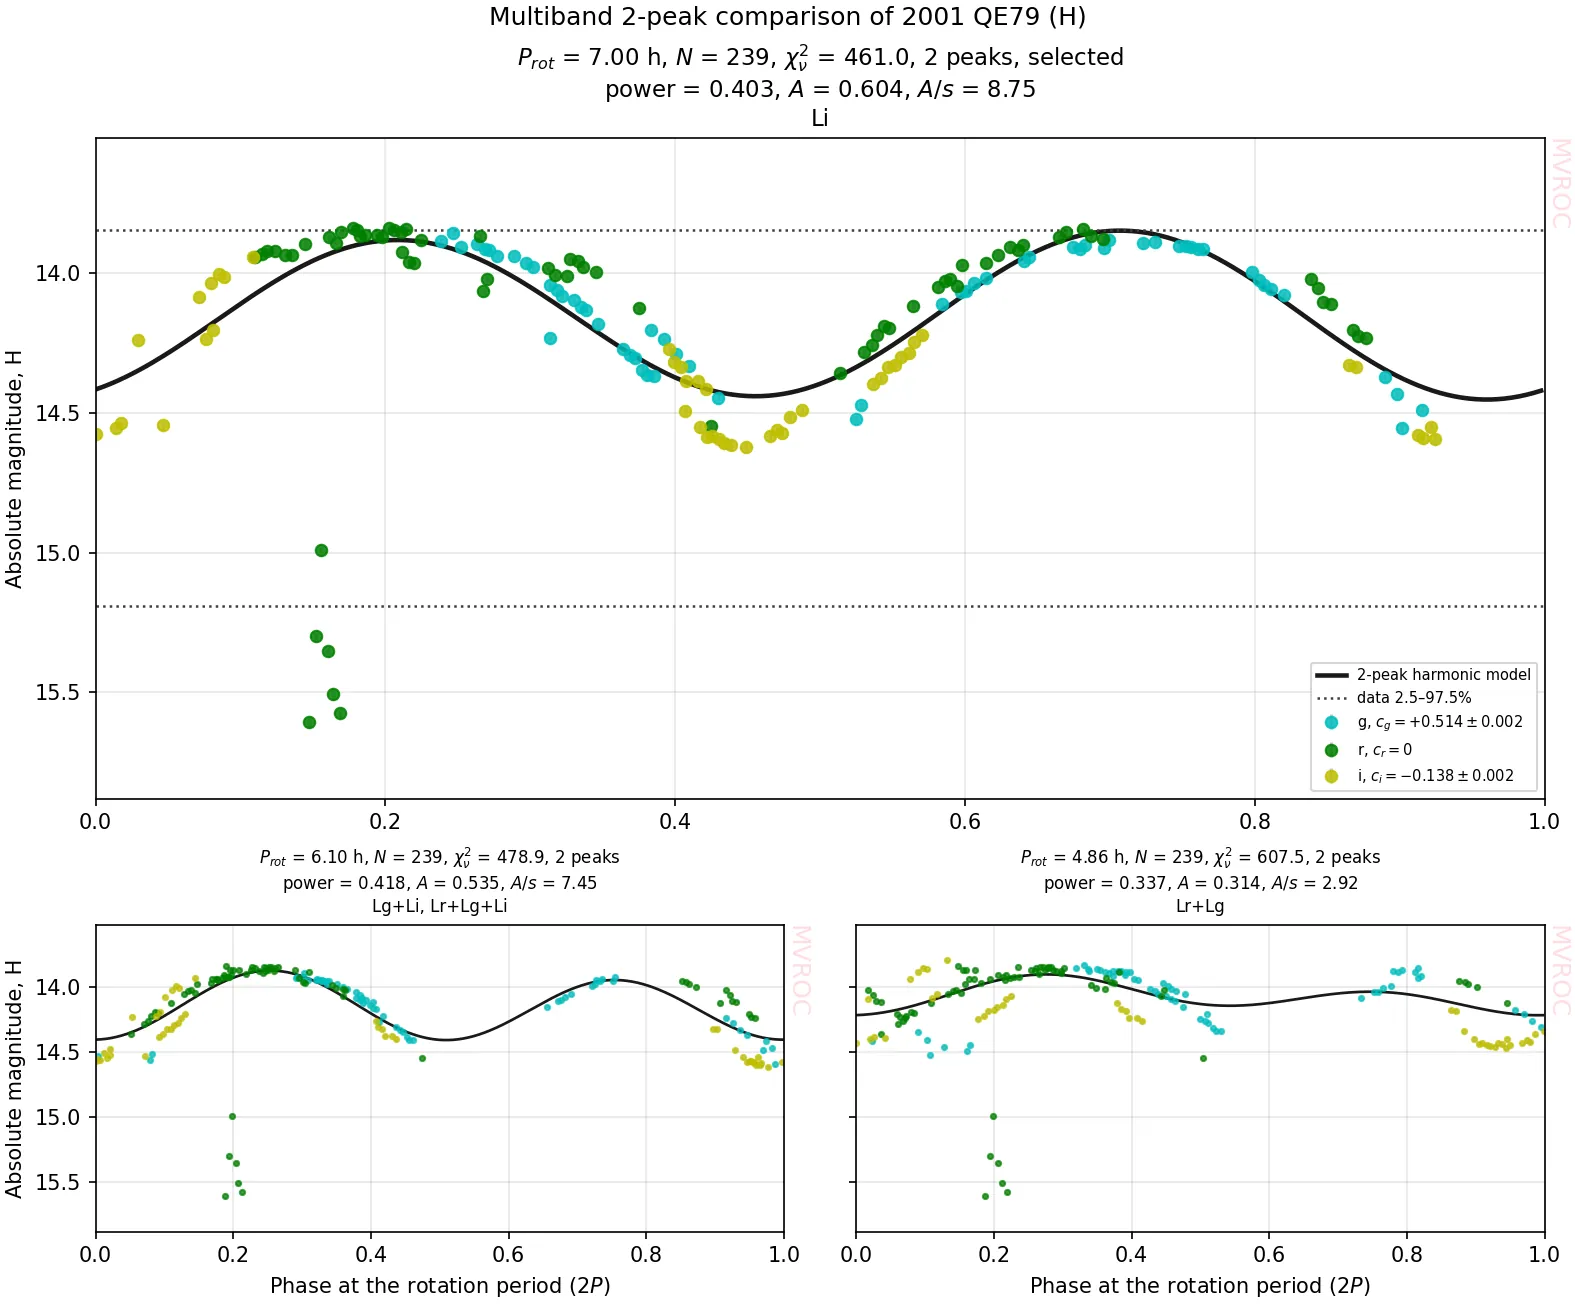 Multiband 2-peak comparison of 2001 QE79 (H)
P_rot = 7.00 h, N = 239, χ²_ν = 461.0, 2 peaks, selected
power = 0.403, A = 0.604, A/s = 8.75
Li
MVROC
Absolute magnitude, H
14.0
14.5
15.0
15.5
2-peak harmonic model
data 2.5–97.5%
g, c_g = +0.514 ± 0.002
r, c_r = 0
i, c_i = −0.138 ± 0.002
0.0 0.2 0.4 0.6 0.8 1.0
P_rot = 6.10 h, N = 239, χ²_ν = 478.9, 2 peaks
power = 0.418, A = 0.535, A/s = 7.45
Lg+Li, Lr+Lg+Li
MVROC
Absolute magnitude, H
14.0
14.5
15.0
15.5
0.0 0.2 0.4 0.6 0.8 1.0
Phase at the rotation period (2P)
P_rot = 4.86 h, N = 239, χ²_ν = 607.5, 2 peaks
power = 0.337, A = 0.314, A/s = 2.92
Lr+Lg
MVROC
0.0 0.2 0.4 0.6 0.8 1.0
Phase at the rotation period (2P)